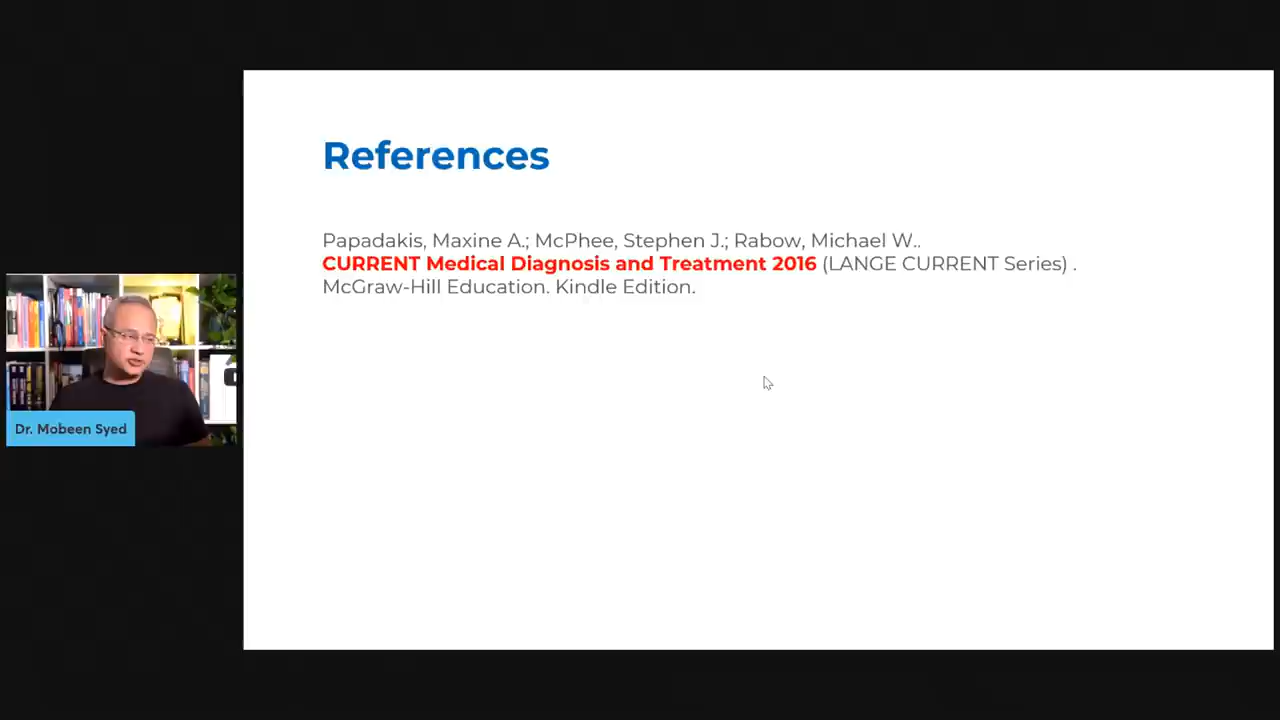 References
Papadakis, Maxine A.; McPhee, Stephen J.; Rabow, Michael W..
CURRENT Medical Diagnosis and Treatment 2016 (LANGE CURRENT Series) .
McGraw-Hill Education. Kindle Edition.
Dr. Mobeen Syed